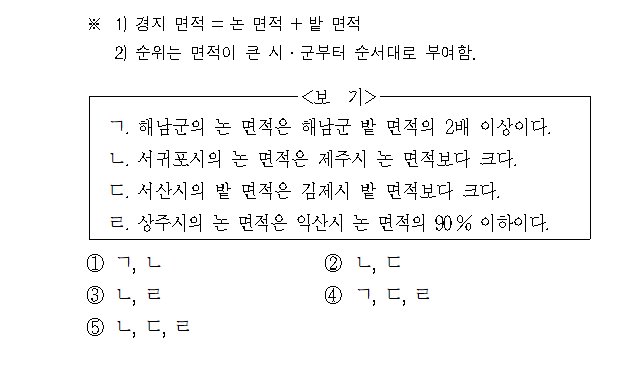 ※ 1) 경지 면적 = 논 면적 + 밭 면적
2) 순위는 면적이 큰 시·군부터 순서대로 부여함.
<보 기>
ㄱ. 해남군의 논 면적은 해남군 밭 면적의 2배 이상이다.
ㄴ. 서귀포시의 논 면적은 제주시 논 면적보다 크다.
ㄷ. 서산시의 밭 면적은 김제시 밭 면적보다 크다.
ㄹ. 상주시의 논 면적은 익산시 논 면적의 90% 이하이다.
① ㄱ, ㄴ ② ㄴ, ㄷ
③ ㄴ, ㄹ ④ ㄱ, ㄷ, ㄹ
⑤ ㄴ, ㄷ, ㄹ